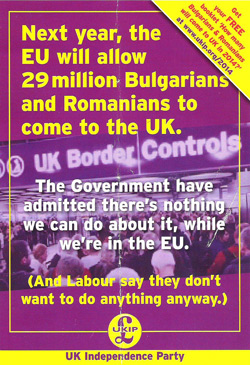 Next year, the
EU will allow
29 million Bulgarians
and Romanians to
come to the UK.
Get
your FREE
booklet 'How many
Bulgarians & Romanians
will come to UK in 2014?'
at www.ukip.org/2014
UK Border Controls
The Government have
admitted there's nothing
we can do about it, while
we're in the EU.
(And Labour say they don't
want to do anything anyway.)
£
UKIP
UK Independence Party